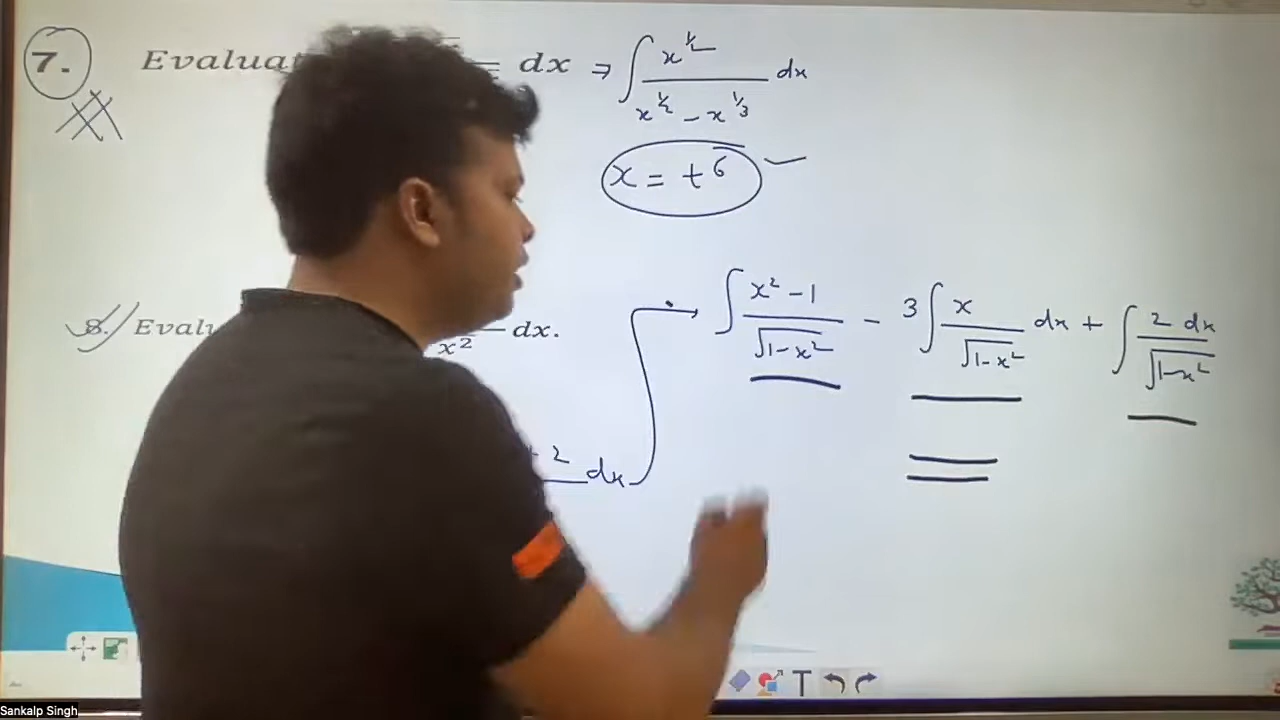 7. Evaluat dx ⇒ ∫ x^½ / (x^½ - x^⅓) dx
x = t^6
8. Evalu x² dx.
∫ (x² - 1) / √(1-x²) - 3 ∫ x / √(1-x²) dx + ∫ 2 dx / √(1-x²)
+ 2 dx
T
Sankalp Singh